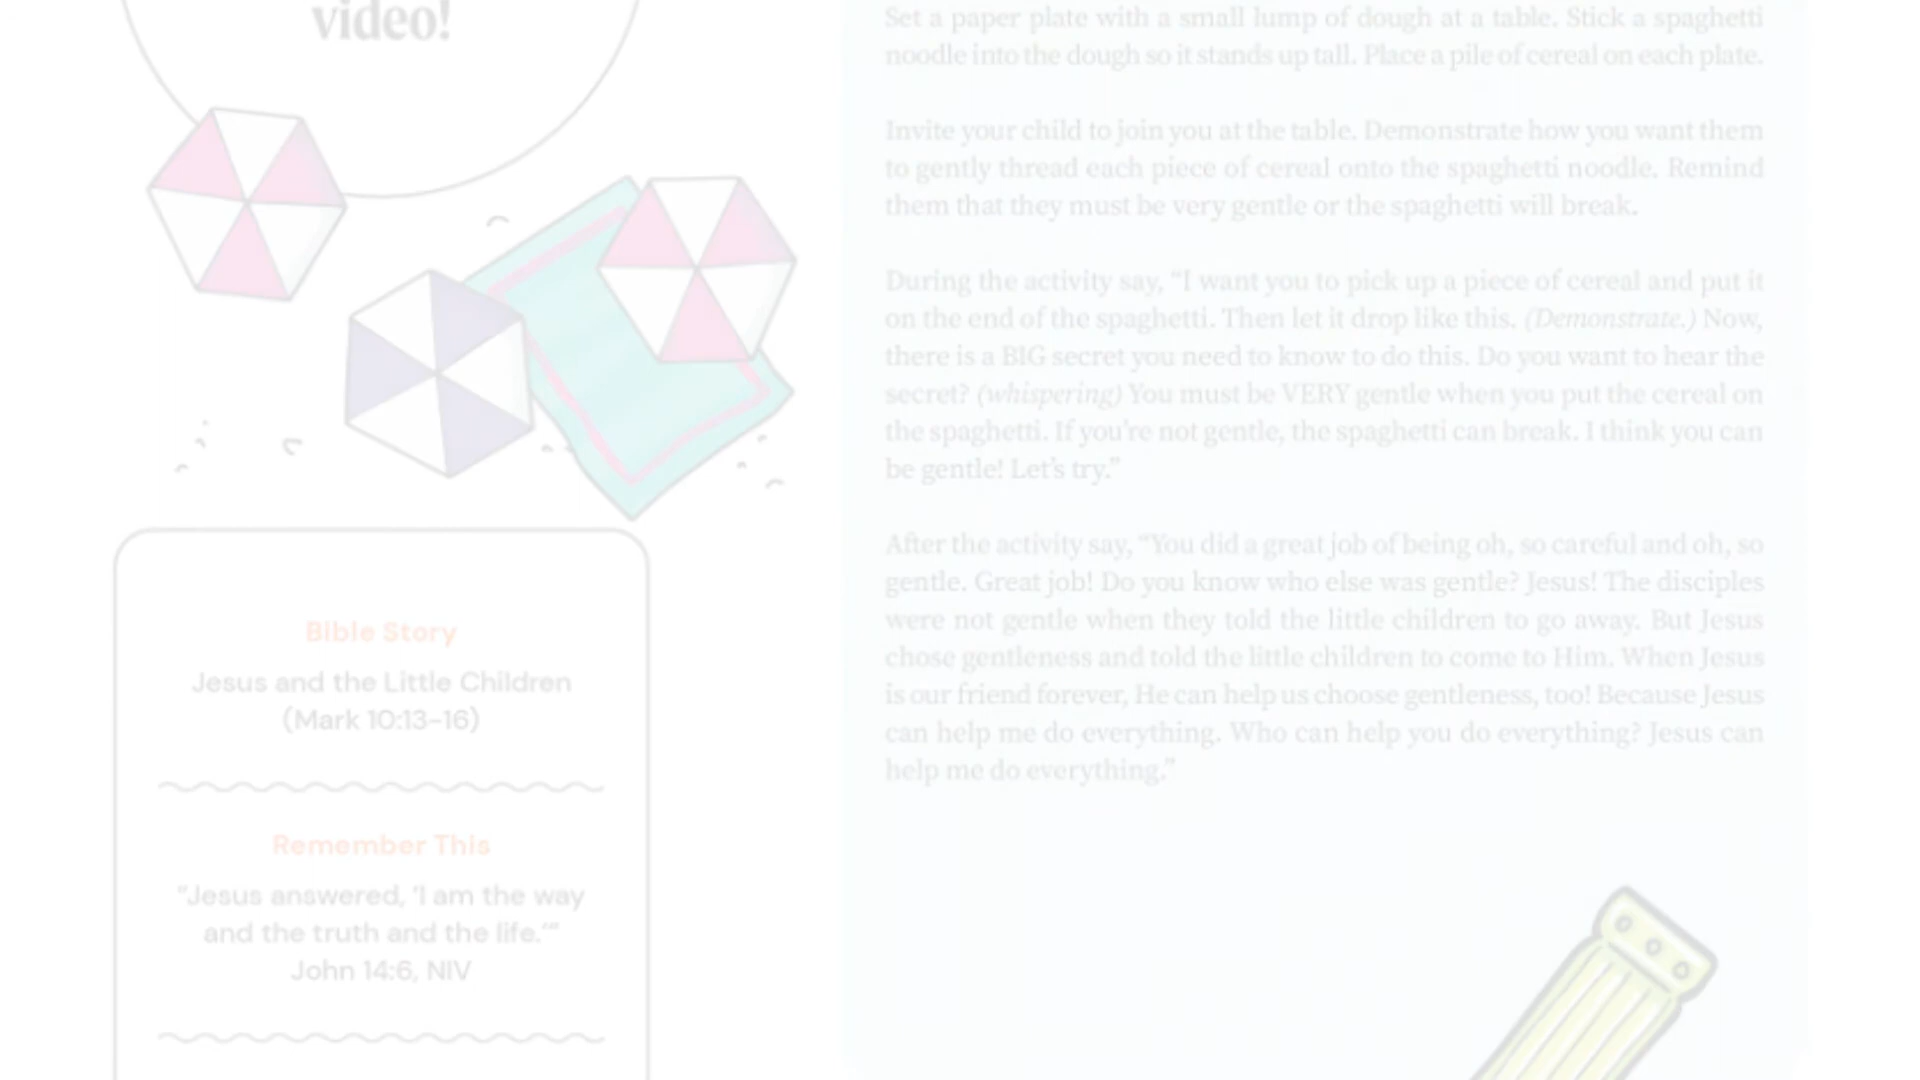 video!
Bible Story
Jesus and the Little Children
(Mark 10:13-16)
Remember This
“Jesus answered, ‘I am the way
and the truth and the life.’”
John 14:6, NIV
Set a paper plate with a small lump of dough at a table. Stick a spaghetti
noodle into the dough so it stands up tall. Place a pile of cereal on each plate.
Invite your child to join you at the table. Demonstrate how you want them
to gently thread each piece of cereal onto the spaghetti noodle. Remind
them that they must be very gentle or the spaghetti will break.
During the activity say, “I want you to pick up a piece of cereal and put it
on the end of the spaghetti. Then let it drop like this. (Demonstrate.) Now,
there is a BIG secret you need to know to do this. Do you want to hear the
secret? (whispering) You must be VERY gentle when you put the cereal on
the spaghetti. If you’re not gentle, the spaghetti can break. I think you can
be gentle! Let’s try.”
After the activity say, “You did a great job of being oh, so careful and oh, so
gentle. Great job! Do you know who else was gentle? Jesus! The disciples
were not gentle when they told the little children to go away. But Jesus
chose gentleness and told the little children to come to Him. When Jesus
is our friend forever, He can help us choose gentleness, too! Because Jesus
can help me do everything. Who can help you do everything? Jesus can
help me do everything.”